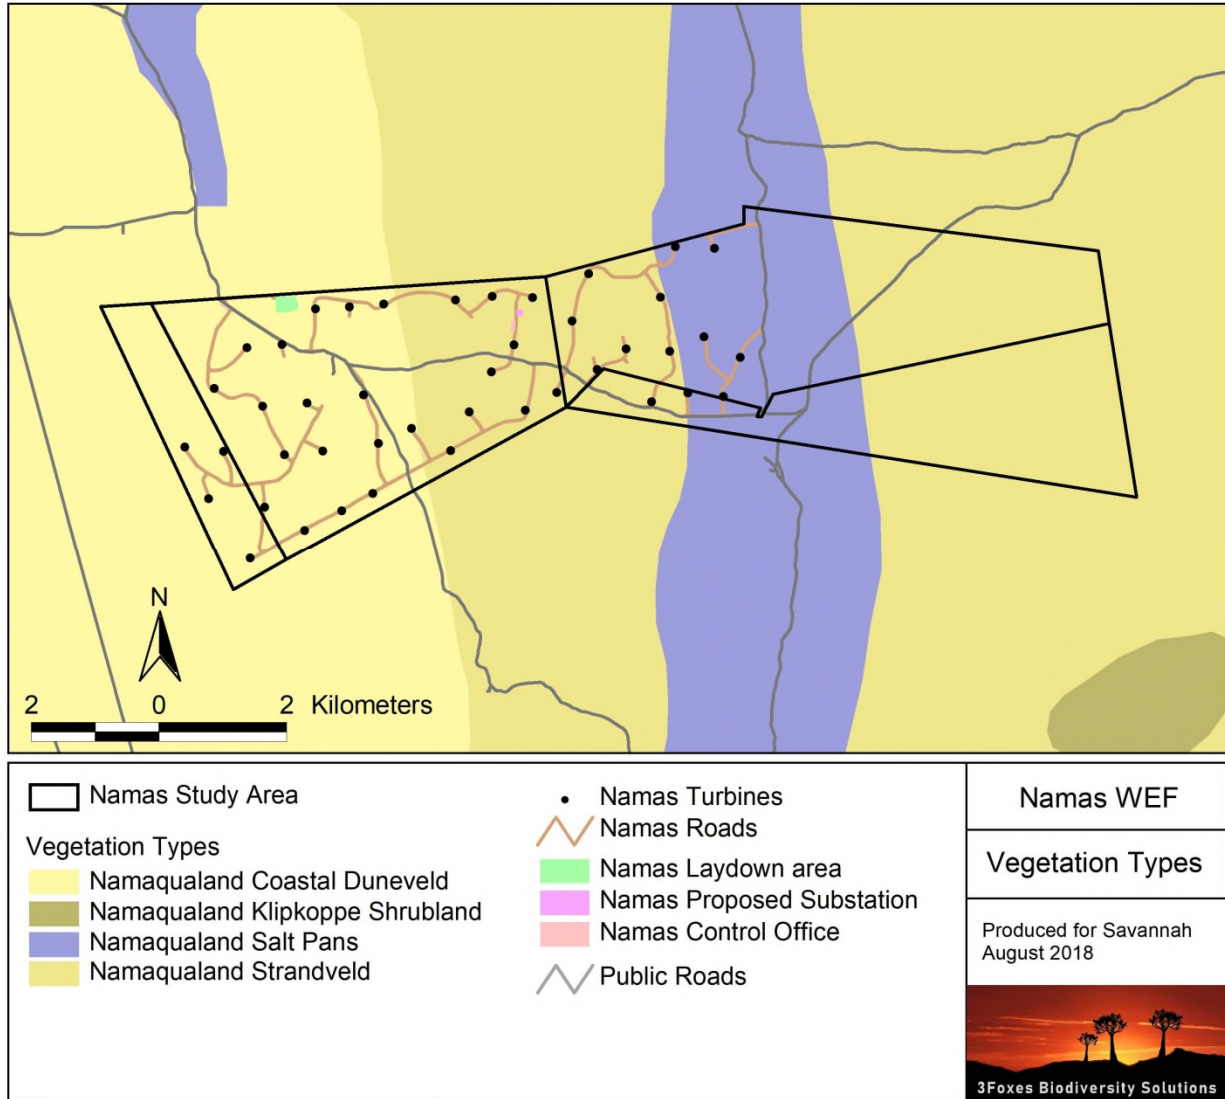 N
2 0 2 Kilometers
Namas Study Area
Vegetation Types
Namaqualand Coastal Duneveld
Namaqualand Klipkoppe Shrubland
Namaqualand Salt Pans
Namaqualand Strandveld
Namas Turbines
Namas Roads
Namas Laydown area
Namas Proposed Substation
Namas Control Office
Public Roads
Namas WEF
Vegetation Types
Produced for Savannah
August 2018
3Foxes Biodiversity Solutions